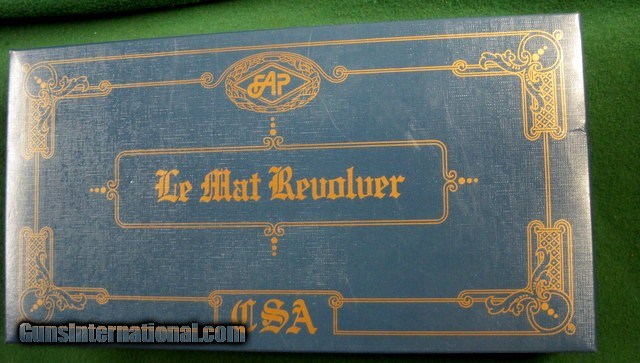 FAP
Le Mat Revolver
CSA
GunsInternational.com